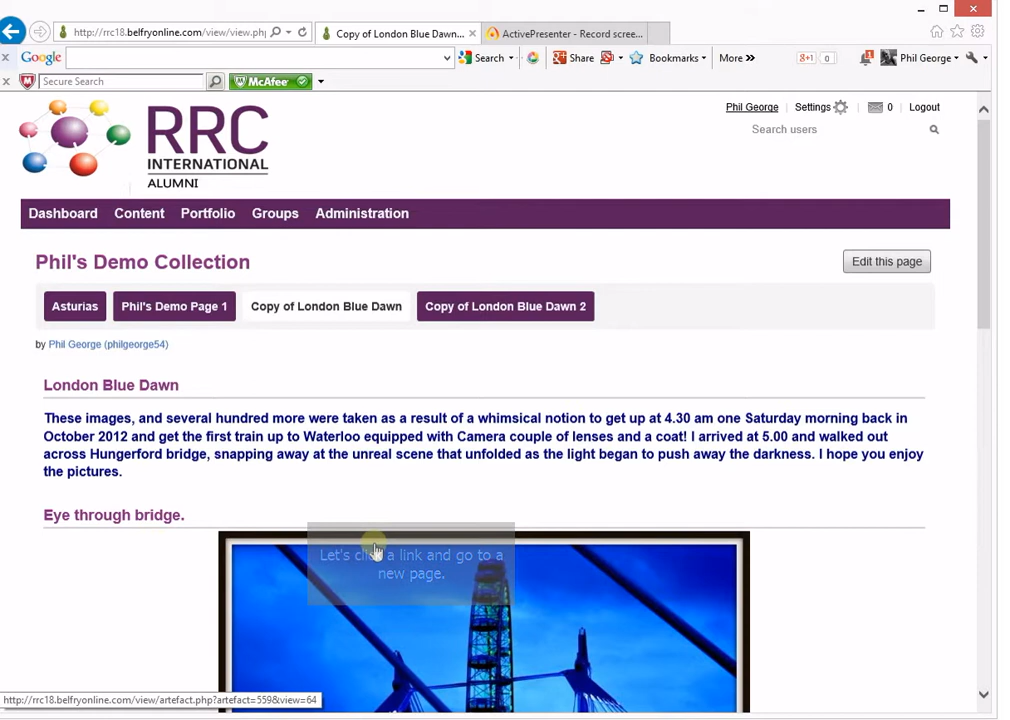 http://rrc18.belfryonline.com/view/view.ph
Copy of London Blue Dawn...
ActivePresenter - Record scree...
Google
Search
Share
Bookmarks
More »
g+1
0
Phil George
Secure Search
McAfee
Phil George
Settings
0
Logout
Search users
RRC
INTERNATIONAL
ALUMNI
Dashboard
Content
Portfolio
Groups
Administration
Phil's Demo Collection
Edit this page
Asturias
Phil's Demo Page 1
Copy of London Blue Dawn
Copy of London Blue Dawn 2
by Phil George (philgeorge54)
London Blue Dawn
These images, and several hundred more were taken as a result of a whimsical notion to get up at 4.30 am one Saturday morning back in
October 2012 and get the first train up to Waterloo equipped with Camera couple of lenses and a coat! I arrived at 5.00 and walked out
across Hungerford bridge, snapping away at the unreal scene that unfolded as the light began to push away the darkness. I hope you enjoy
the pictures.
Eye through bridge.
Let's click a link and go to a
new page.
http://rrc18.belfryonline.com/view/artefact.php?artefact=559&view=64